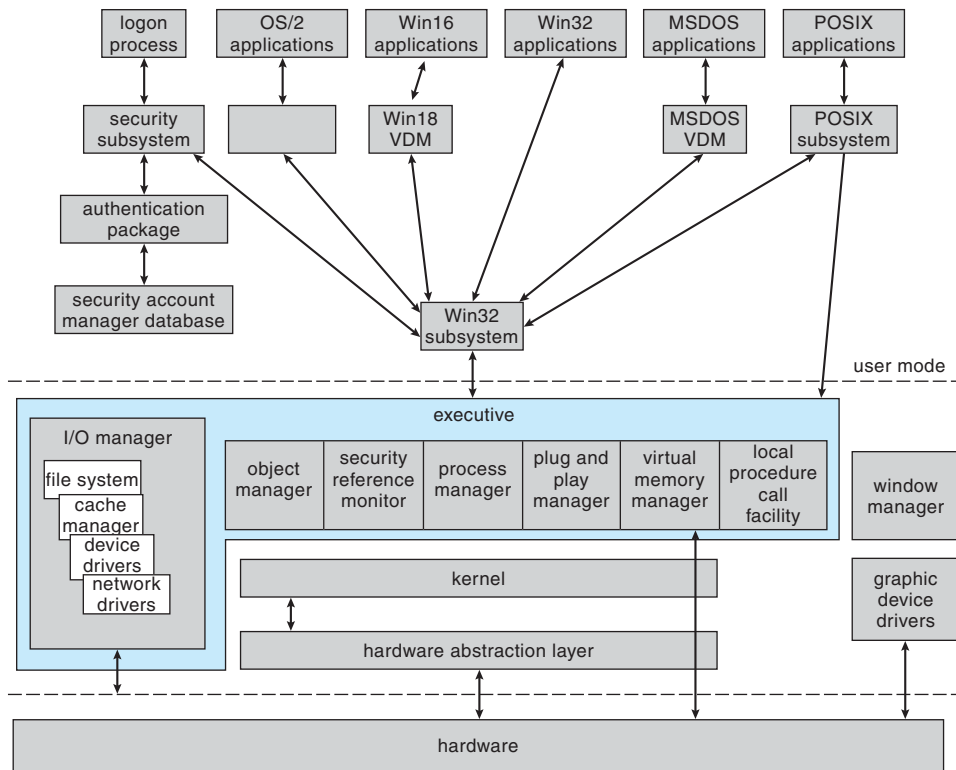 logon
process
OS/2
applications
Win16
applications
Win32
applications
MSDOS
applications
POSIX
applications
security
subsystem
Win18
VDM
MSDOS
VDM
POSIX
subsystem
authentication
package
security account
manager database
Win32
subsystem
user mode
executive
I/O manager
file system
cache
manager
device
drivers
network
drivers
object
manager
security
reference
monitor
process
manager
plug and
play
manager
virtual
memory
manager
local
procedure
call
facility
window
manager
kernel
graphic
device
drivers
hardware abstraction layer
hardware